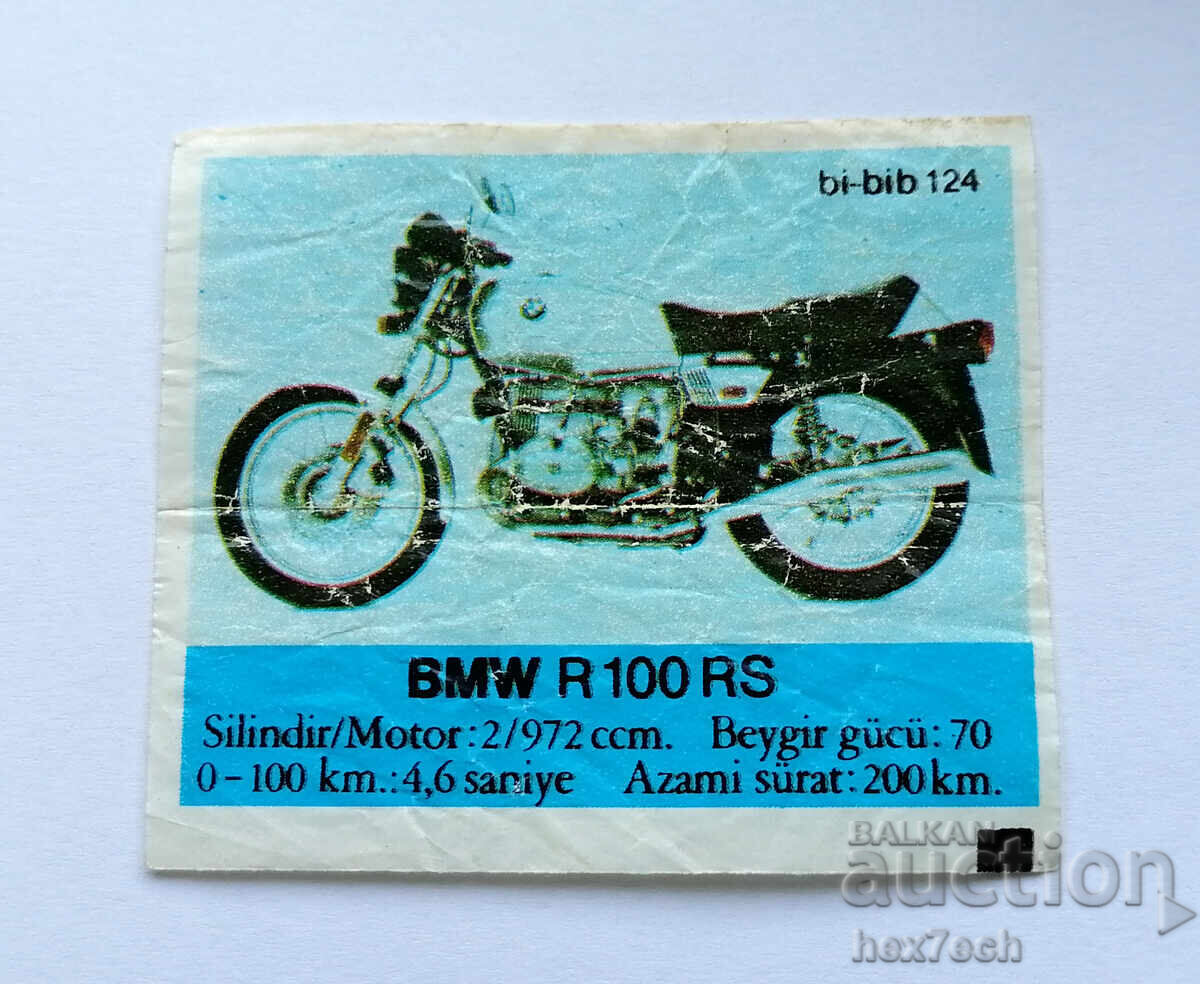 bi-bib 124
BMW R 100 RS
Silindir/Motor: 2/972 ccm. Beygir gücü: 70
0-100 km.: 4,6 saniye Azami sürat: 200 km.
BALKAN
auction
hex7ech